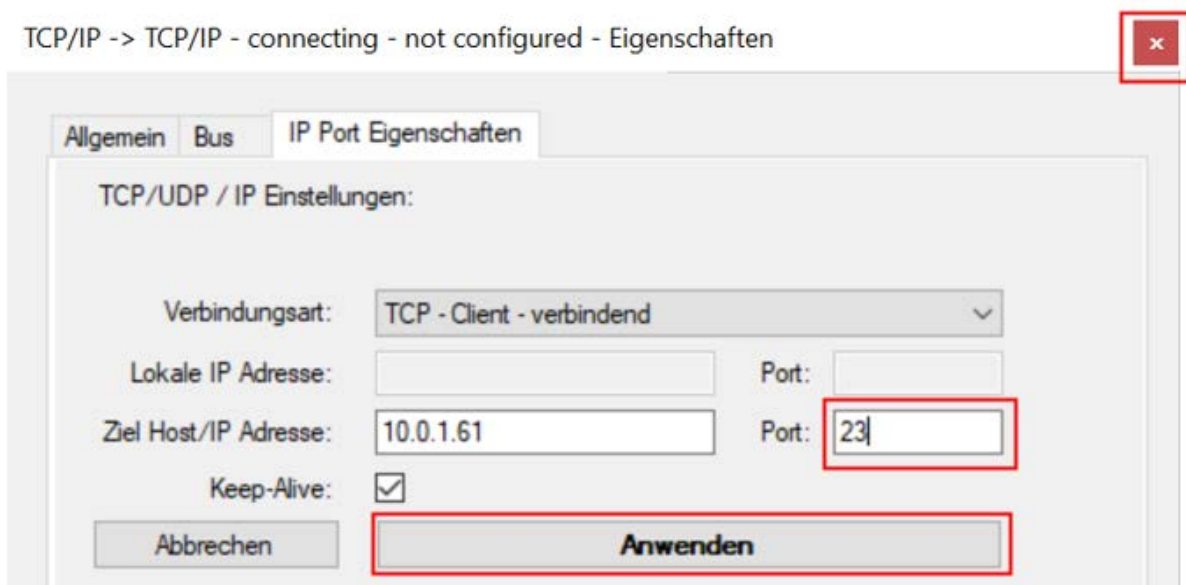 TCP/IP -> TCP/IP - connecting - not configured - Eigenschaften
x
Allgemein Bus IP Port Eigenschaften
TCP/UDP / IP Einstellungen:
Verbindungsart: TCP - Client - verbindend
Lokale IP Adresse: Port:
Ziel Host/IP Adresse: 10.0.1.61 Port: 23
Keep-Alive:
Abbrechen Anwenden